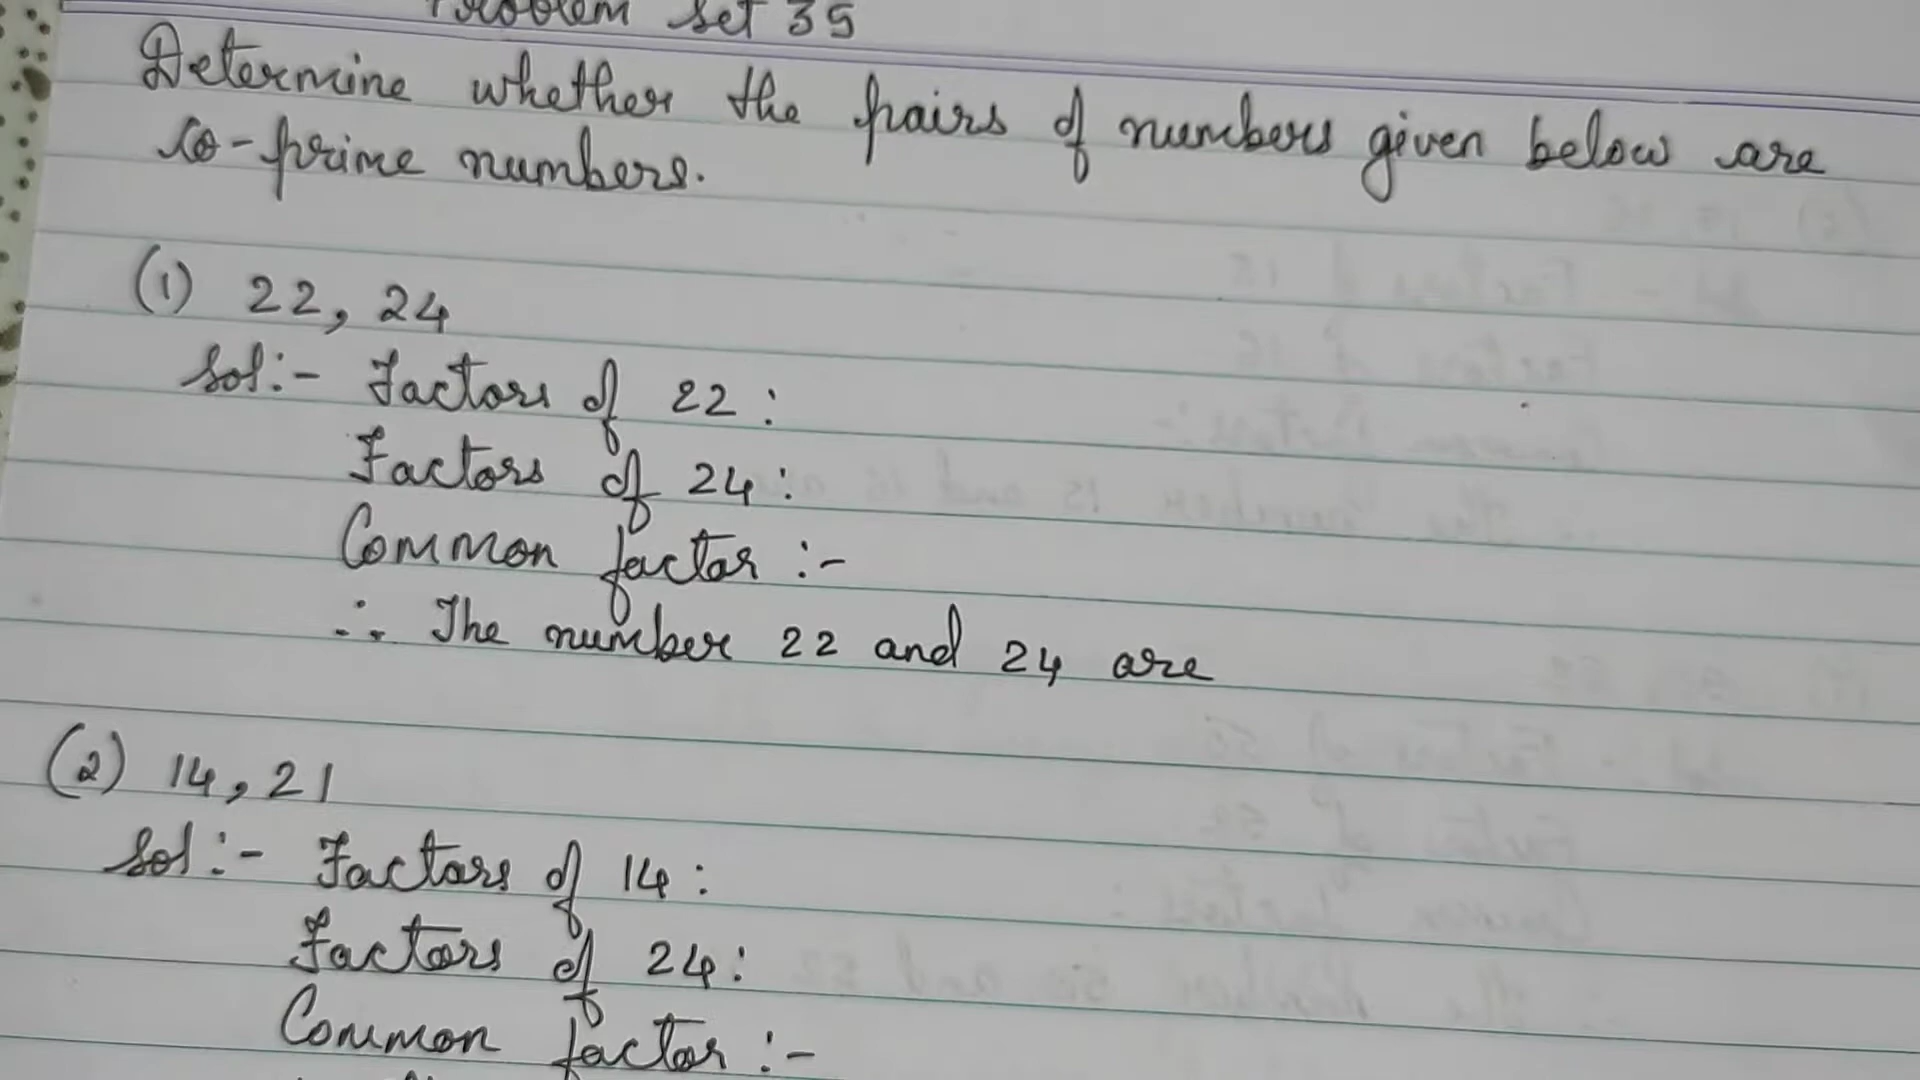 Problem Set 35
Determine whether the pairs of numbers given below are
co-prime numbers.
(1) 22, 24
Sol:- Factors of 22 :
Factors of 24 :
Common factor :-
∴ The number 22 and 24 are
(2) 14, 21
Sol:- Factors of 14 :
Factors of 24 :
Common factor :-